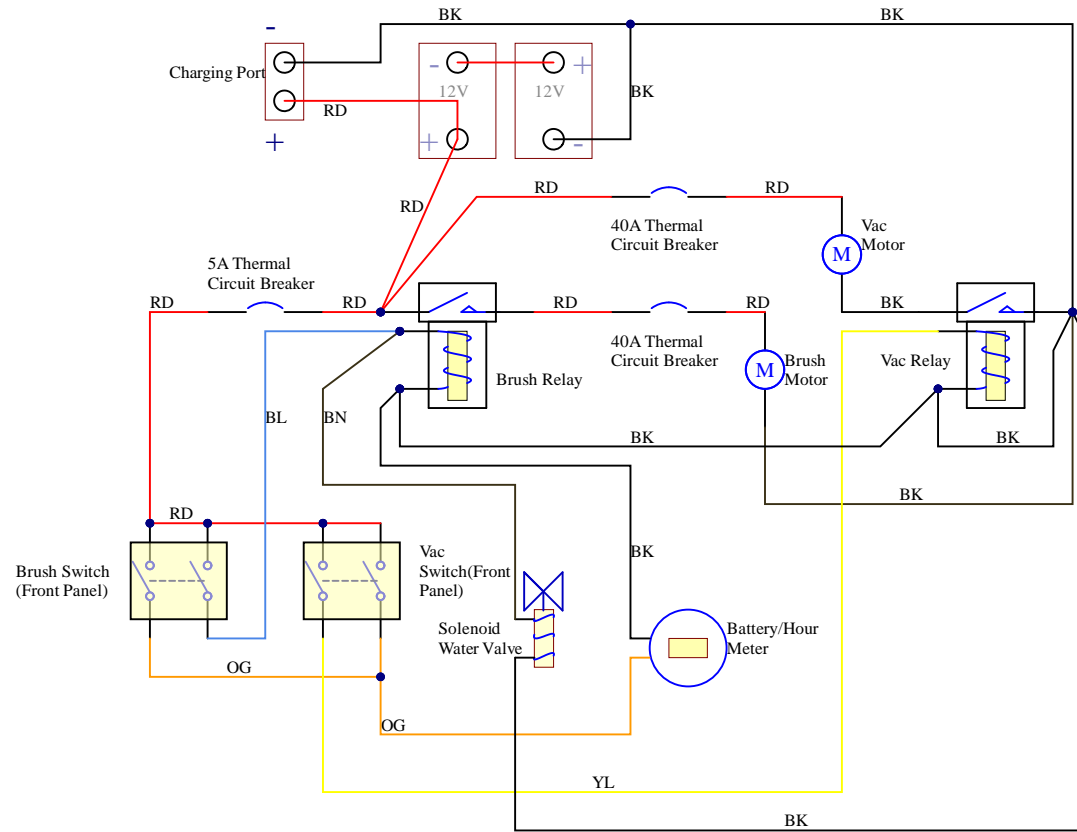 BK
BK
-
Charging Port
RD
+
-
12V
+
+
12V
-
BK
RD
RD
RD
40A Thermal
Circuit Breaker
Vac
Motor
M
5A Thermal
Circuit Breaker
RD
RD
RD
RD
BK
40A Thermal
Circuit Breaker
Brush Relay
M
Brush
Motor
Vac Relay
BL
BN
BK
BK
BK
RD
Brush Switch
(Front Panel)
Vac
Switch(Front
Panel)
BK
Solenoid
Water Valve
Battery/Hour
Meter
OG
OG
YL
BK